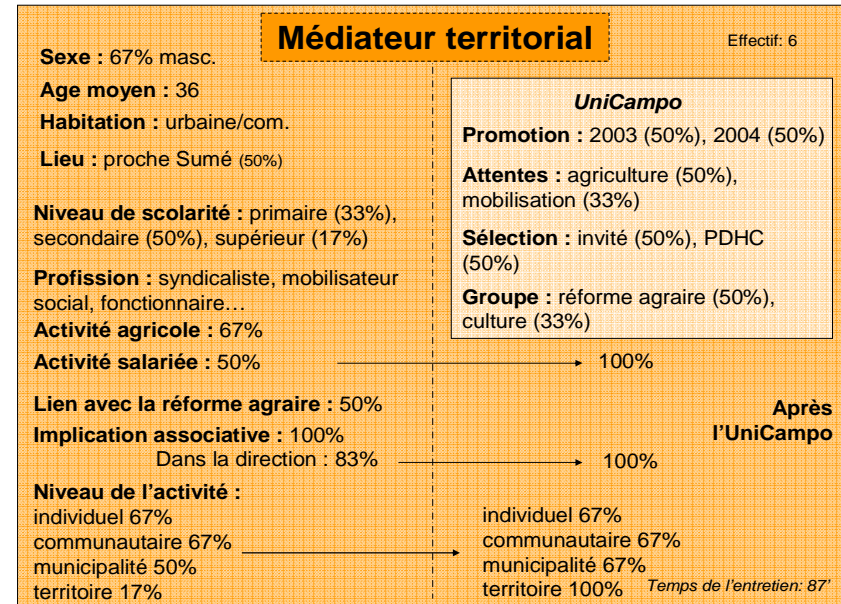 Médiateur territorial
Effectif: 6
Sexe : 67% masc.
Age moyen : 36
Habitation : urbaine/com.
Lieu : proche Sumé (50%)
Niveau de scolarité : primaire (33%),
secondaire (50%), supérieur (17%)
Profission : syndicaliste, mobilisateur
social, fonctionnaire…
Activité agricole : 67%
Activité salariée : 50%
100%
Lien avec la réforme agraire : 50%
Implication associative : 100%
Dans la direction : 83%
100%
Niveau de l'activité :
individuel 67%
communautaire 67%
municipalité 50%
territoire 17%
UniCampo
Promotion : 2003 (50%), 2004 (50%)
Attentes : agriculture (50%),
mobilisation (33%)
Sélection : invité (50%), PDHC
(50%)
Groupe : réforme agraire (50%),
culture (33%)
Après
l'UniCampo
individuel 67%
communautaire 67%
municipalité 67%
territoire 100%
Temps de l'entretien: 87'